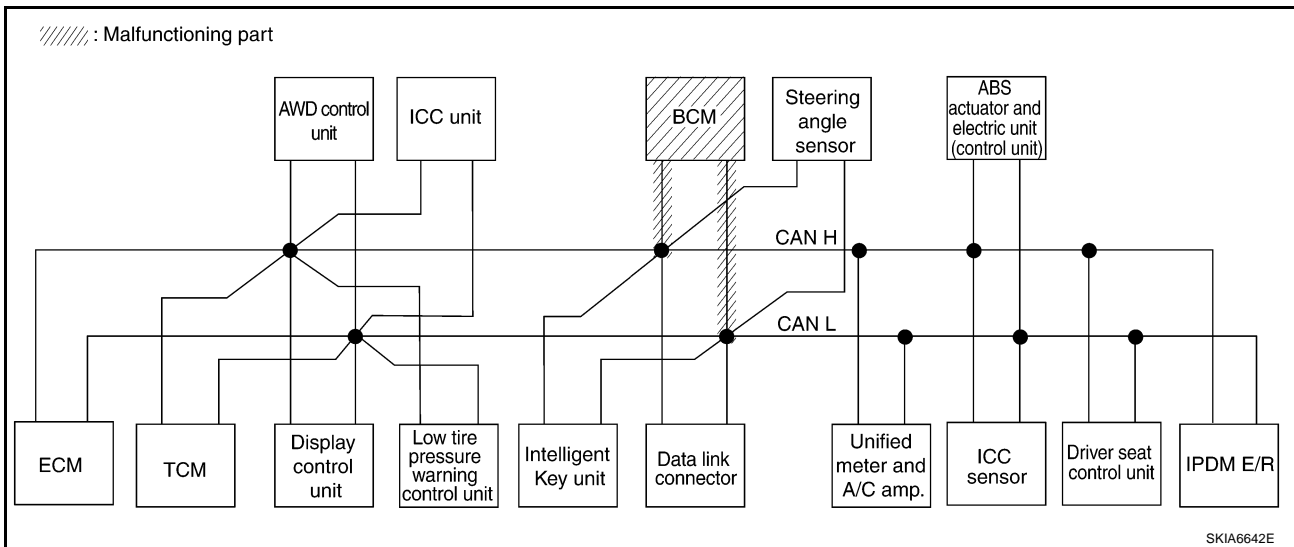 : Malfunctioning part
AWD control
unit
ICC unit
BCM
Steering
angle
sensor
ABS
actuator and
electric unit
(control unit)
CAN H
CAN L
ECM
TCM
Display
control
unit
Low tire
pressure
warning
control unit
Intelligent
Key unit
Data link
connector
Unified
meter and
A/C amp.
ICC
sensor
Driver seat
control unit
IPDM E/R
SKIA6642E